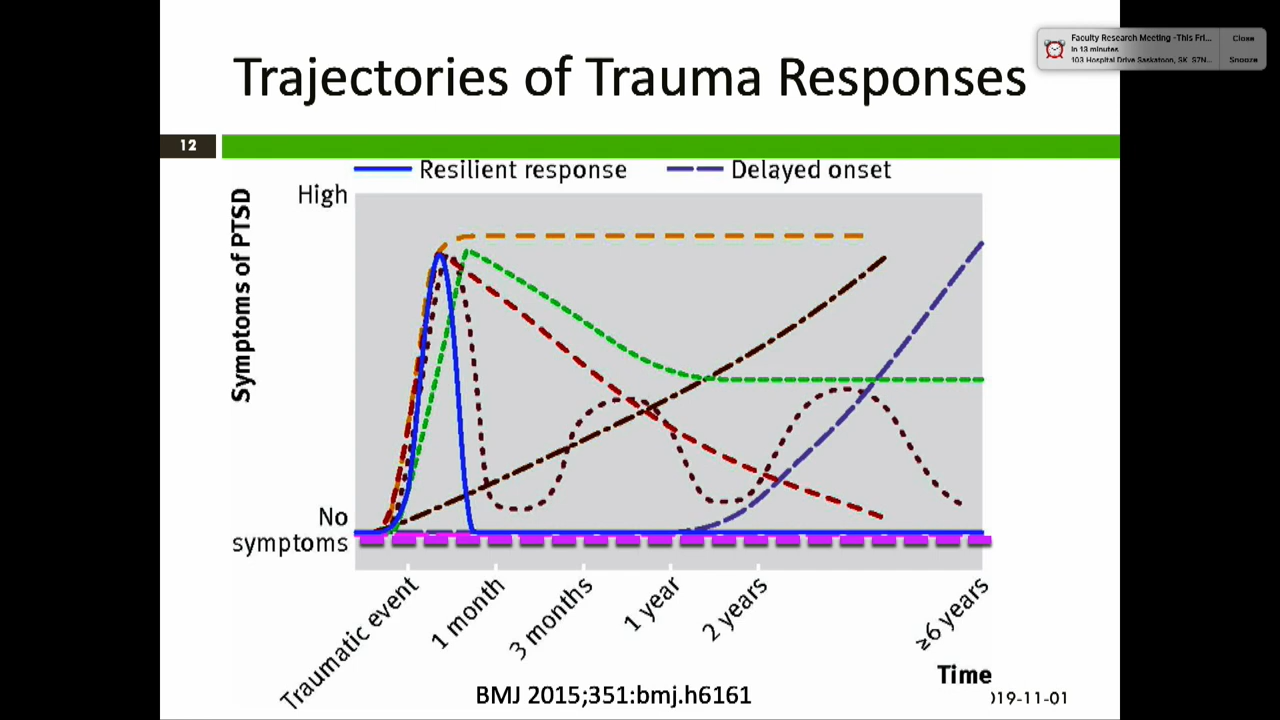 Trajectories of Trauma Responses
Faculty Research Meeting -This Fri...
Close
In 13 minutes
103 Hospital Drive Saskatoon, SK S7N...
Snooze
12
Resilient response
Delayed onset
Symptoms of PTSD
High
No
symptoms
Traumatic event
1 month
3 months
1 year
2 years
≥6 years
Time
BMJ 2015;351:bmj.h6161
)19-11-01